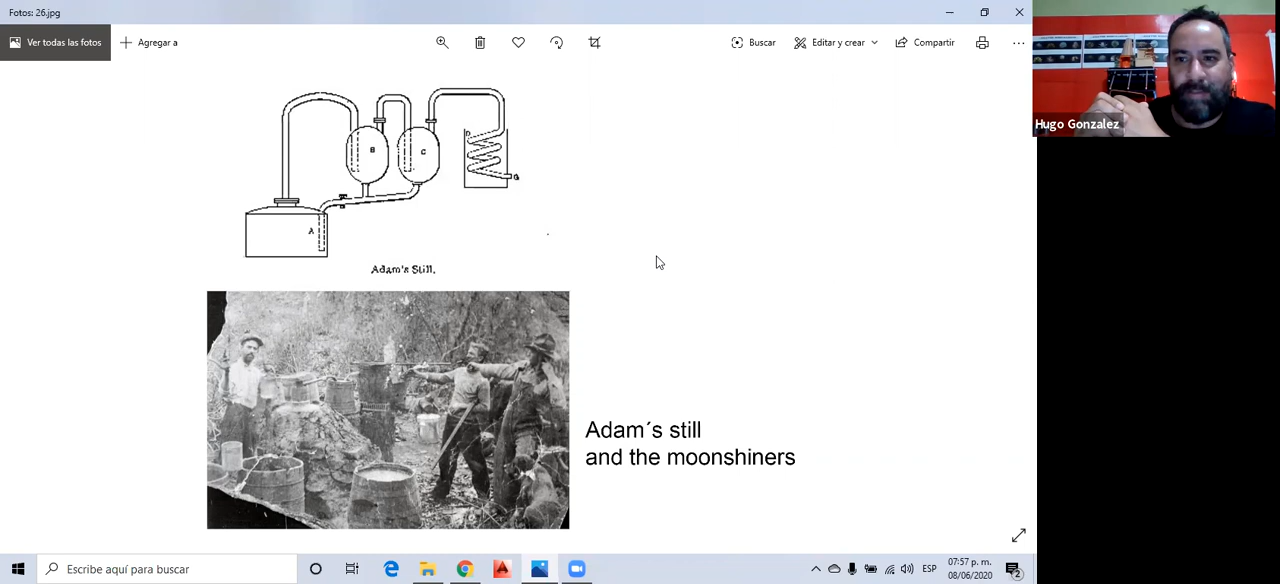 Fotos: 26.jpg
Ver todas las fotos
Agregar a
Buscar
Editar y crear
Compartir
Hugo Gonzalez
A
B
C
Adam's Still.
Adam´s still
and the moonshiners
Escribe aquí para buscar
ESP
07:57 p. m.
08/06/2020
2